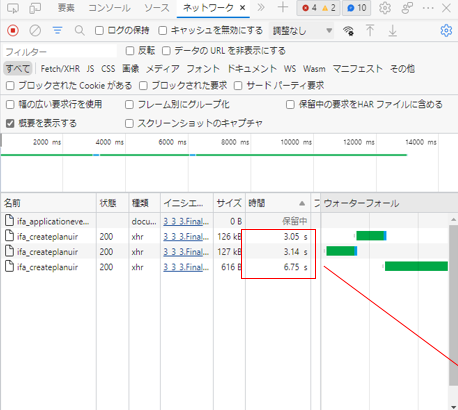 要素 コンソール ソース ネットワーク × 4 2 10
ログの保持 キャッシュを無効にする 調整なし
フィルター 反転 データの URL を非表示にする
すべて Fetch/XHR JS CSS 画像 メディア フォント ドキュメント WS Wasm マニフェスト その他
ブロックされた Cookie がある ブロックされた要求 サード パーティ要求
幅の広い要求行を使用 フレーム別にグループ化 保留中の要求をHAR ファイルに含める
概要を表示する スクリーンショットのキャプチャ
2000 ms 4000 ms 6000 ms 8000 ms 10000 ms 12000 ms 14000 ms
名前 状態 種類 イニシエ... サイズ 時間 ウォーターフォール
ifa_applicationeve... docu... 3 3 3.Final... 0 B 保留中
ifa_createplanuir 200 xhr 3 3 3.Final... 126 kB 3.05 s
ifa_createplanuir 200 xhr 3 3 3.Final... 127 kB 3.14 s
ifa_createplanuir 200 xhr 3 3 3.Final... 616 B 6.75 s